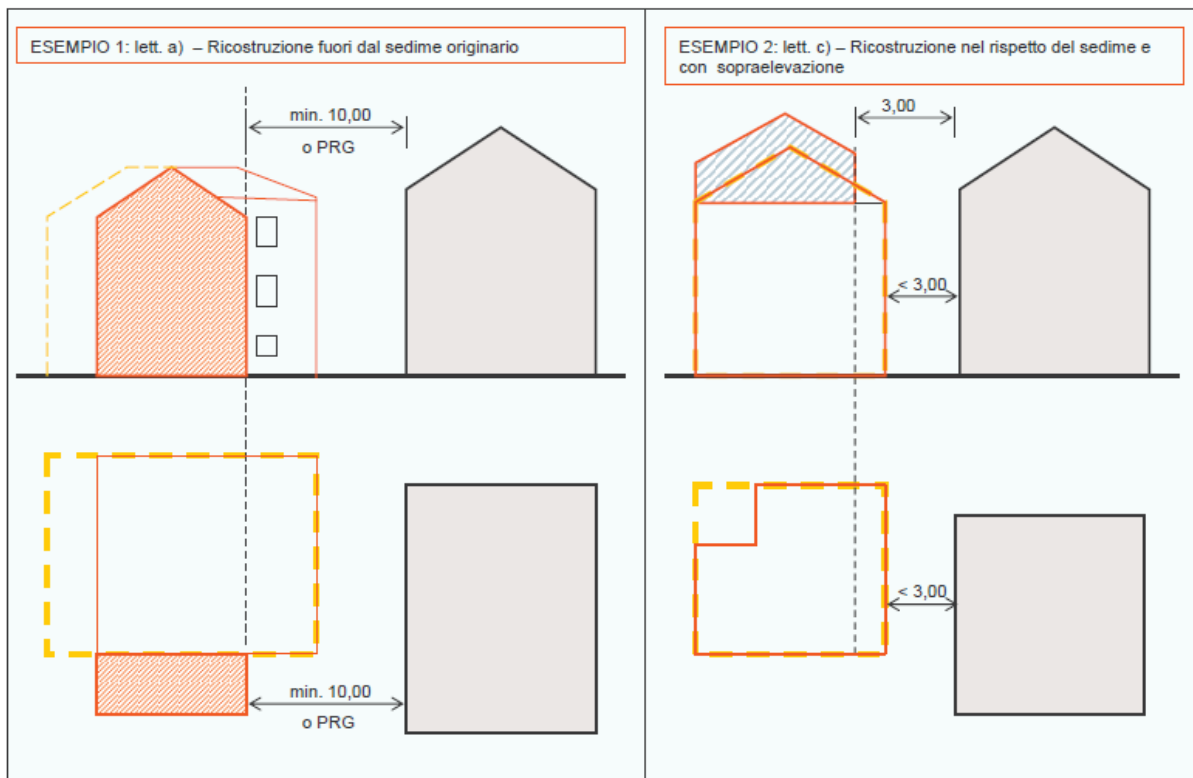 ESEMPIO 1: lett. a) – Ricostruzione fuori dal sedime originario
min. 10,00
o PRG
min. 10,00
o PRG
ESEMPIO 2: lett. c) – Ricostruzione nel rispetto del sedime e
con sopraelevazione
3,00
< 3,00
< 3,00